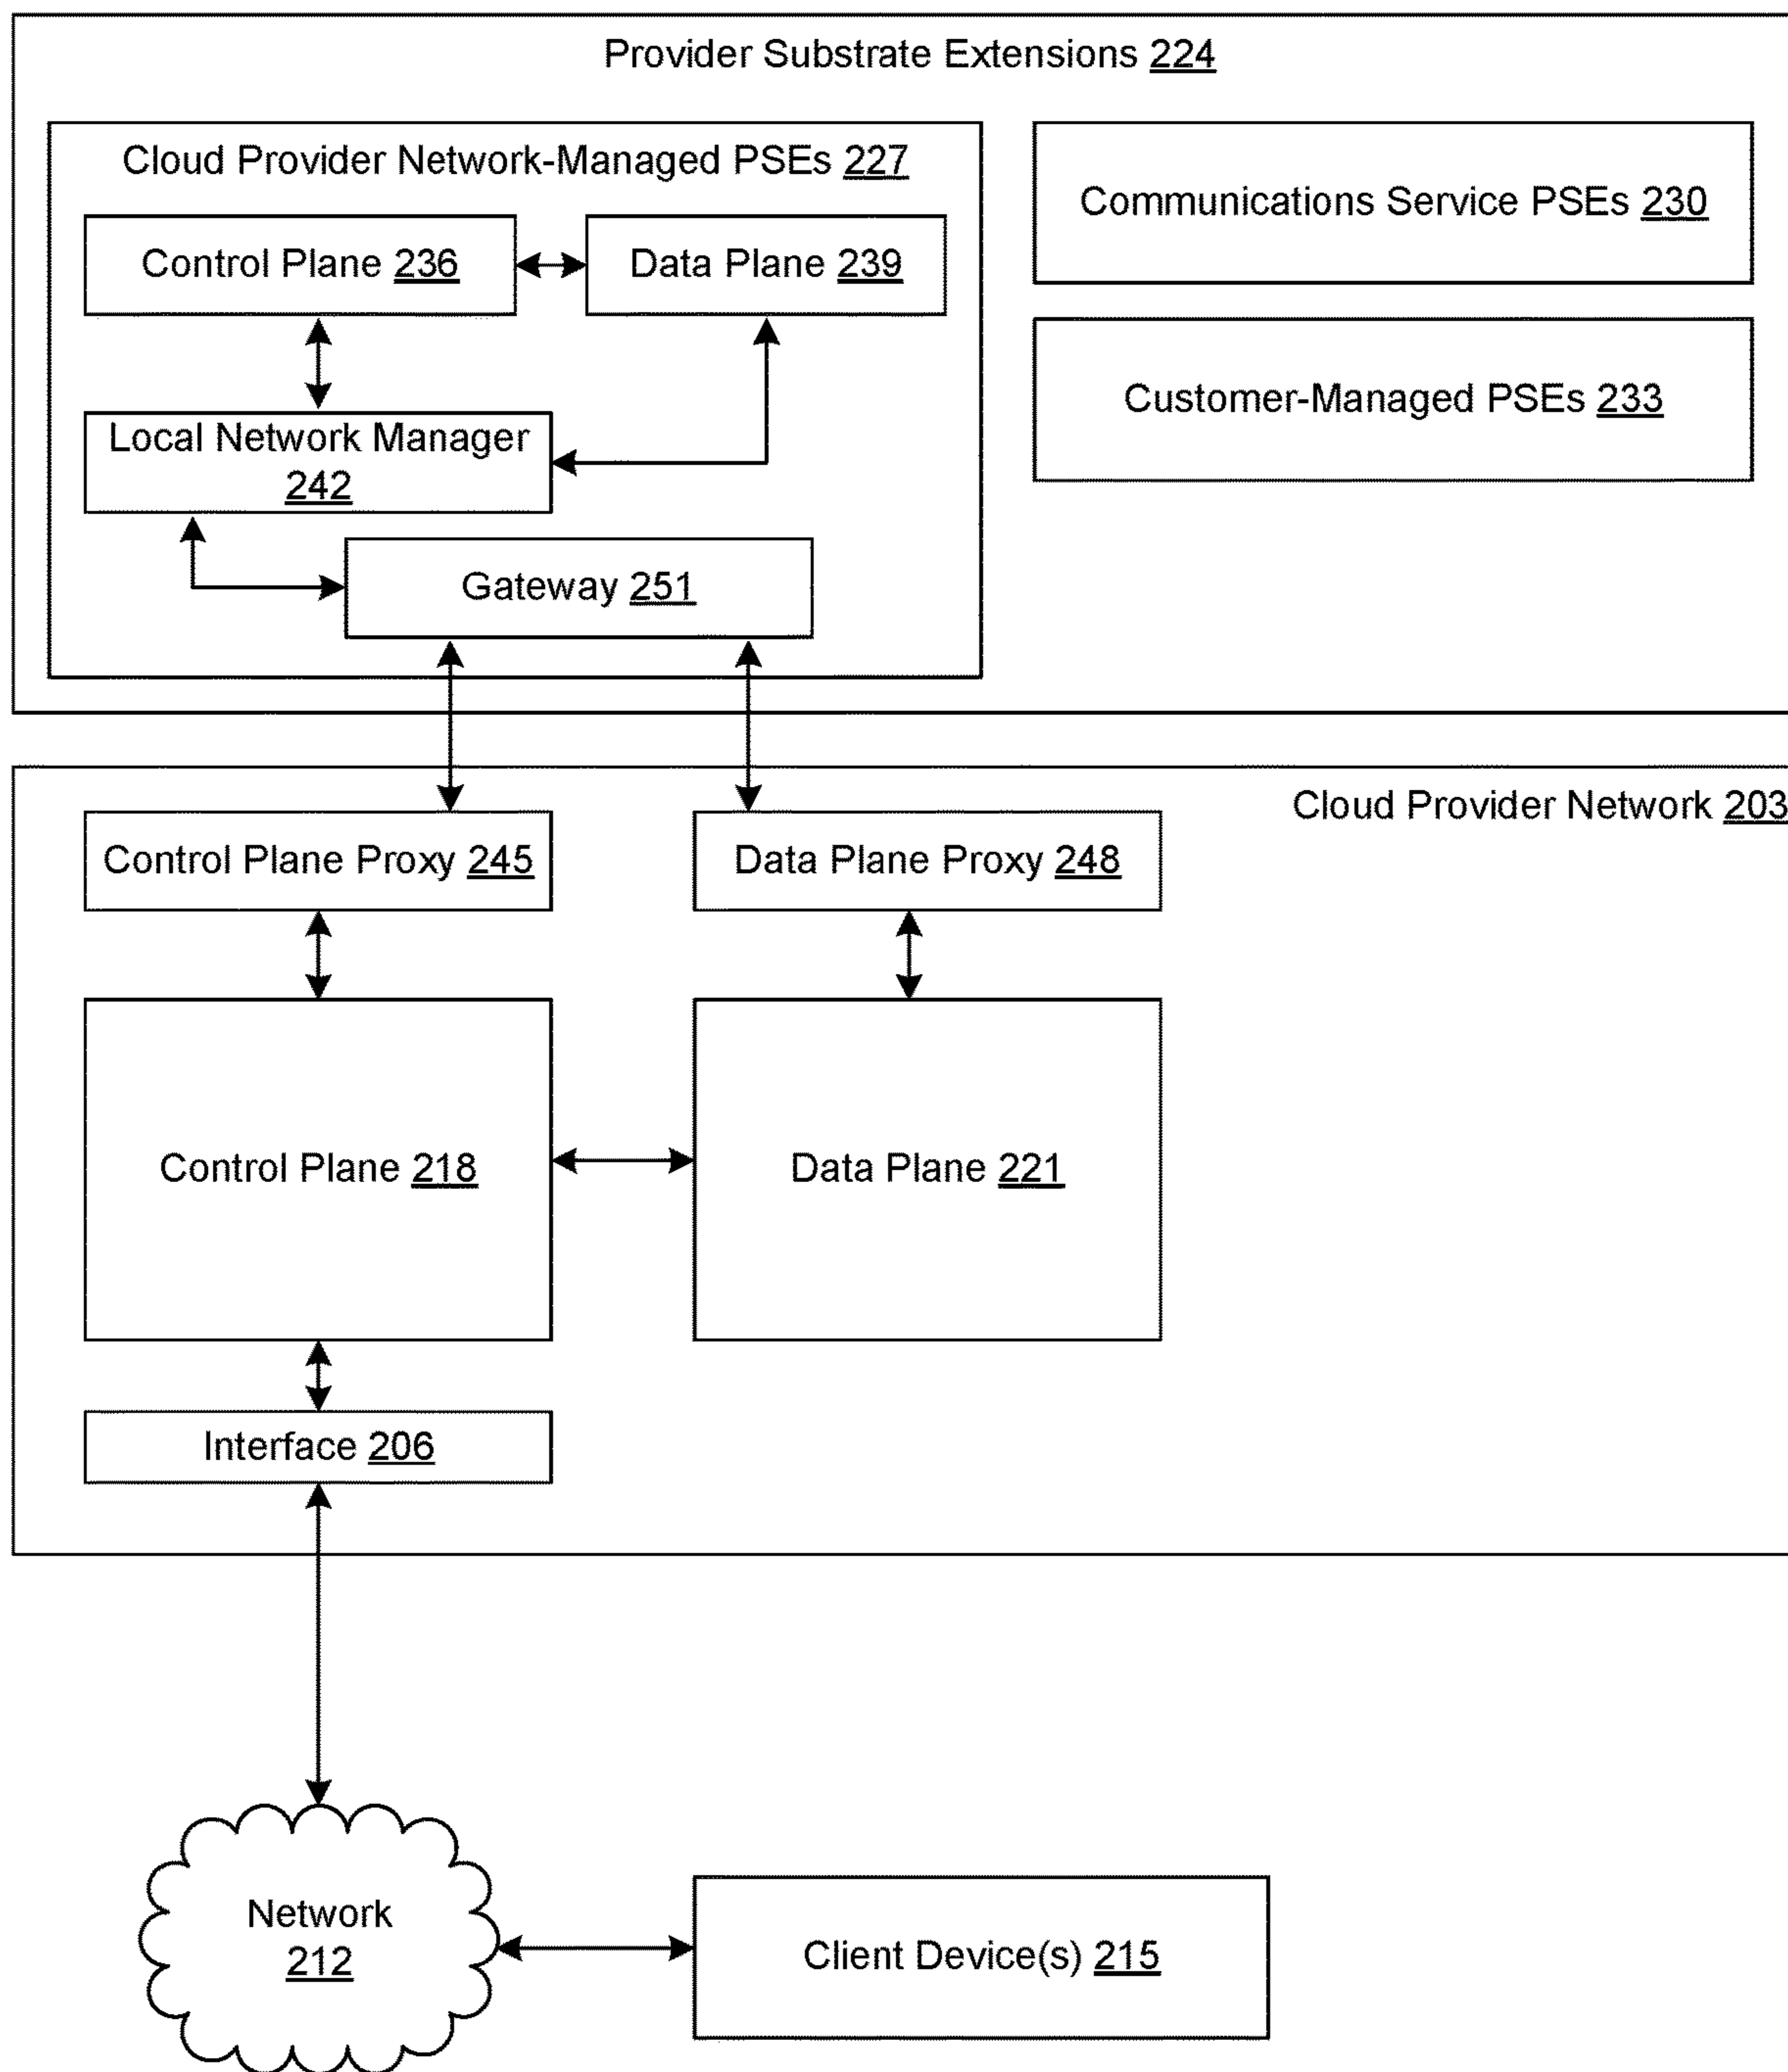 Provider Substrate Extensions 224
Cloud Provider Network-Managed PSEs 227
Control Plane 236
Data Plane 239
Local Network Manager
242
Gateway 251
Communications Service PSEs 230
Customer-Managed PSEs 233
Cloud Provider Network 203
Control Plane Proxy 245
Data Plane Proxy 248
Control Plane 218
Data Plane 221
Interface 206
Network
212
Client Device(s) 215